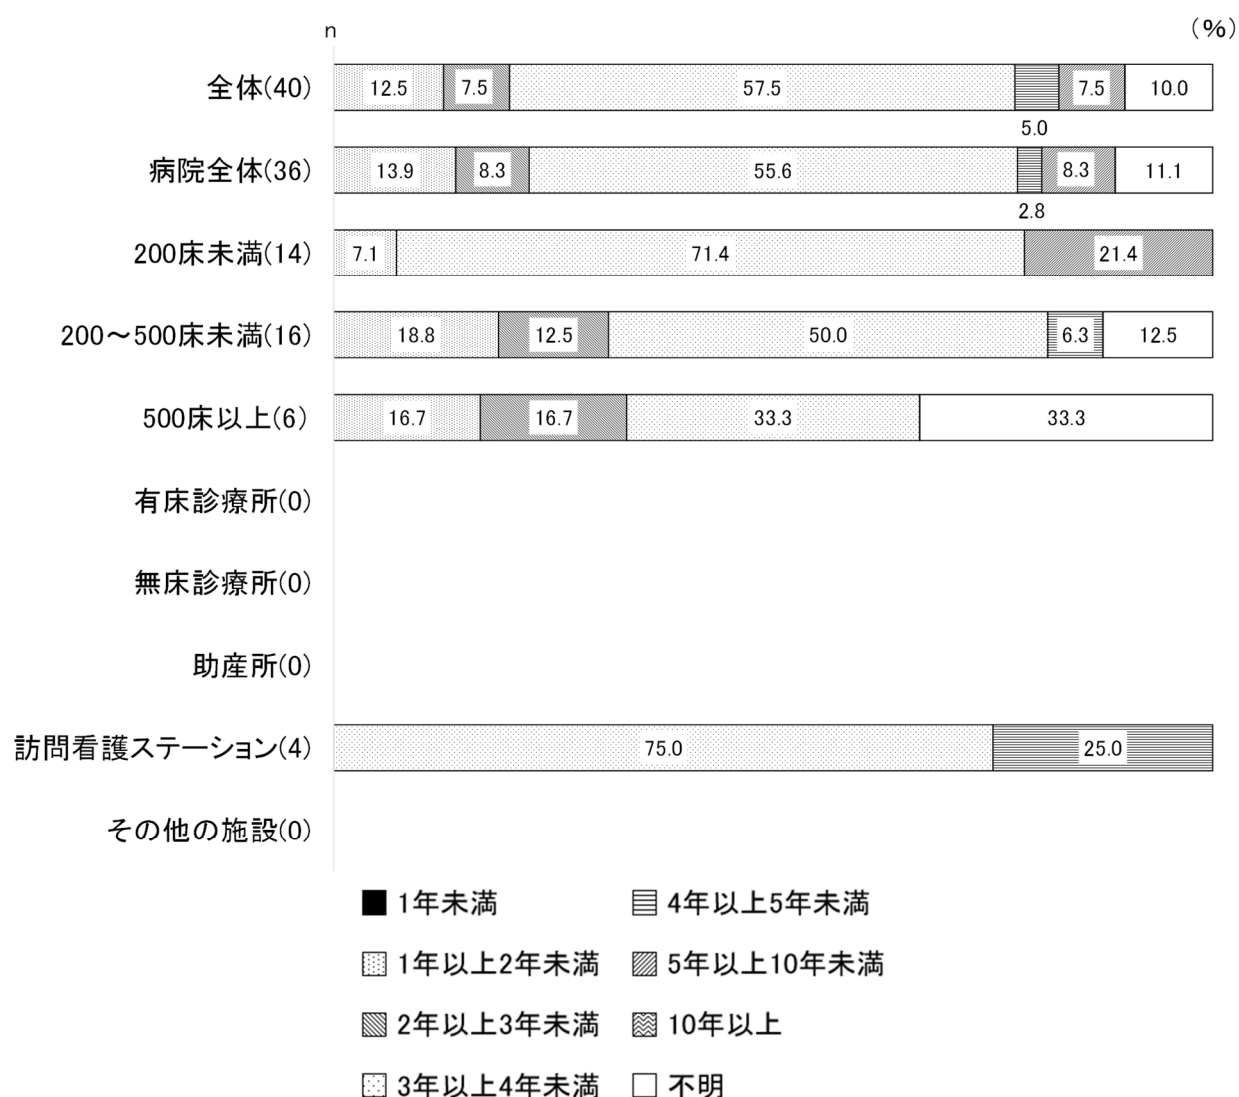 n （%）
全体(40) 12.5 7.5 57.5 7.5 10.0
5.0
病院全体(36) 13.9 8.3 55.6 8.3 11.1
2.8
200床未満(14) 7.1 71.4 21.4
200～500床未満(16) 18.8 12.5 50.0 6.3 12.5
500床以上(6) 16.7 16.7 33.3 33.3
有床診療所(0)
無床診療所(0)
助産所(0)
訪問看護ステーション(4) 75.0 25.0
その他の施設(0)
1年未満 4年以上5年未満
1年以上2年未満 5年以上10年未満
2年以上3年未満 10年以上
3年以上4年未満 不明